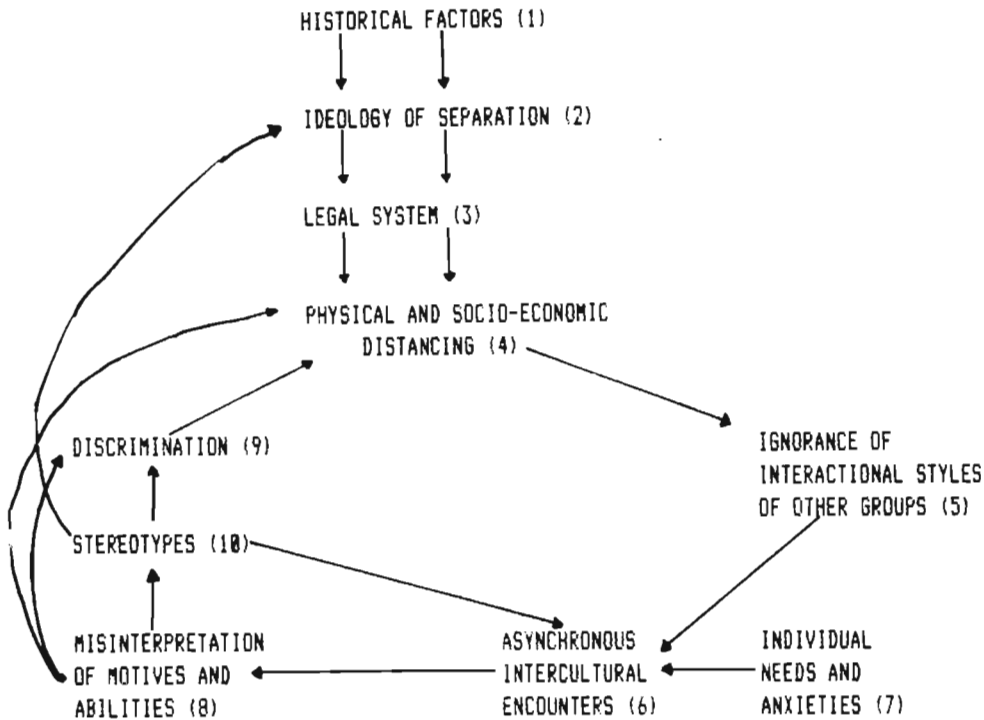 HISTORICAL FACTORS (1)
IDEOLOGY OF SEPARATION (2)
LEGAL SYSTEM (3)
PHYSICAL AND SOCIO-ECONOMIC
DISTANCING (4)
DISCRIMINATION (9)
IGNORANCE OF
INTERACTIONAL STYLES
OF OTHER GROUPS (5)
STEREOTYPES (10)
MISINTERPRETATION
OF MOTIVES AND
ABILITIES (8)
ASYNCHRONOUS
INTERCULTURAL
ENCOUNTERS (6)
INDIVIDUAL
NEEDS AND
ANXIETIES (7)